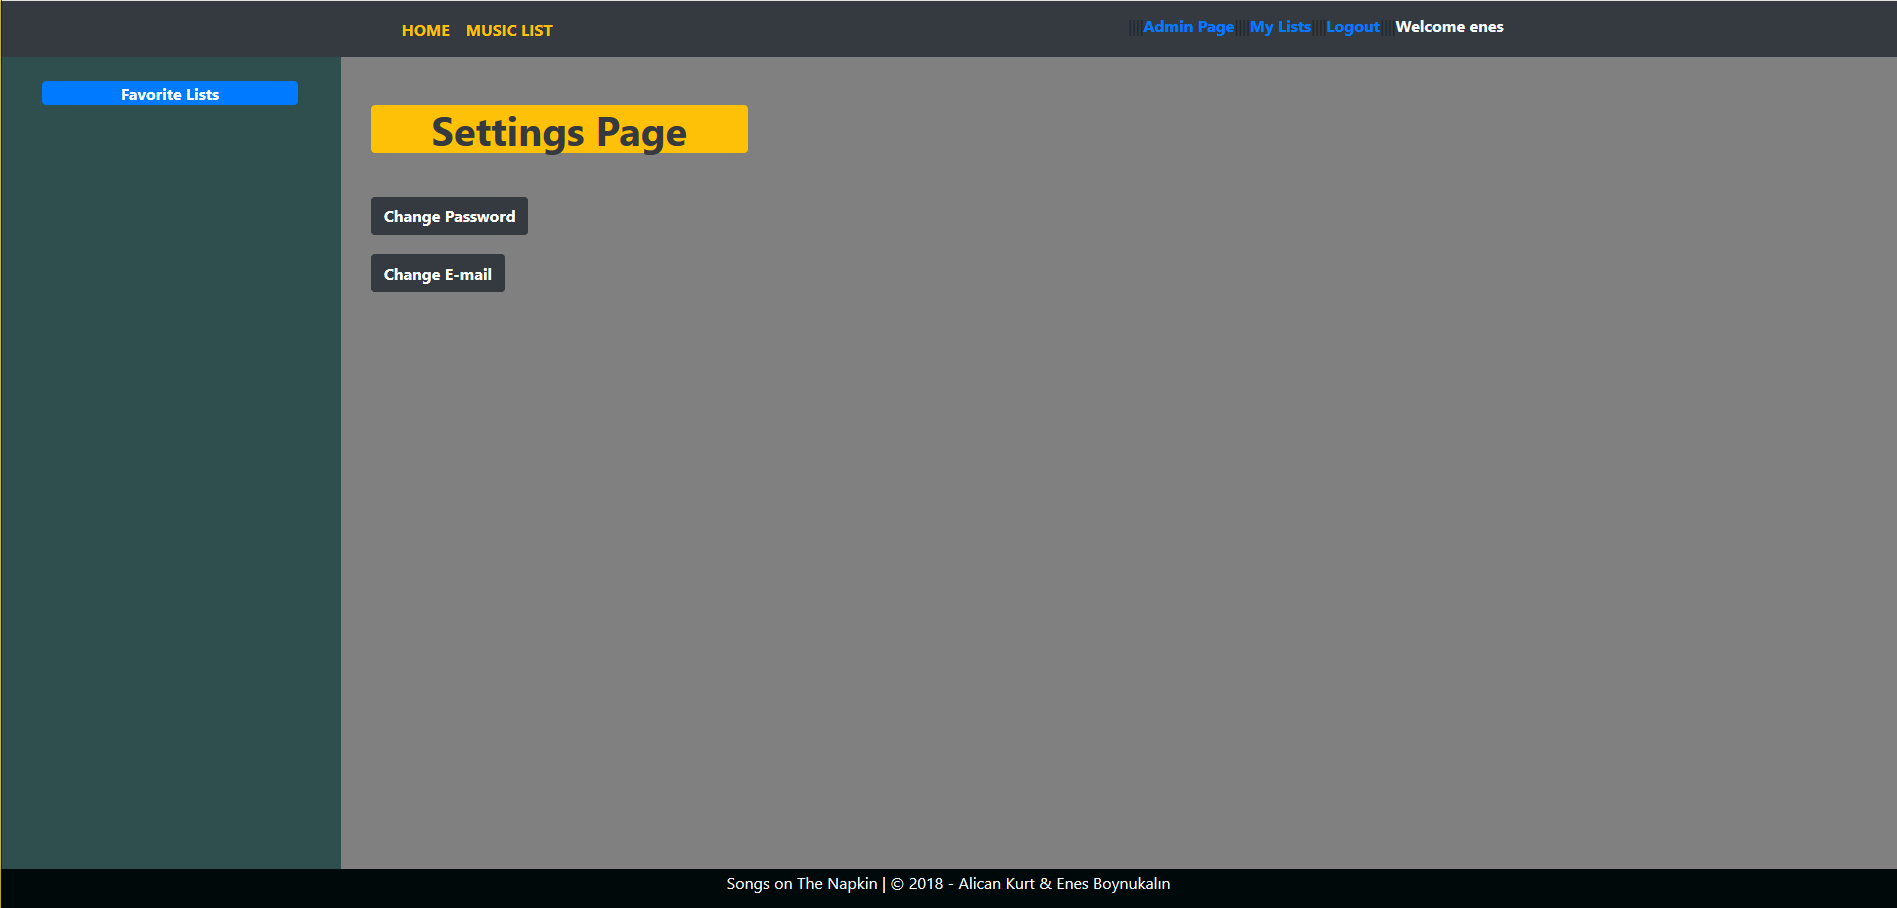 HOME MUSIC LIST
||||Admin Page||||My Lists||||Logout||||Welcome enes
Favorite Lists
Settings Page
Change Password
Change E-mail
Songs on The Napkin | © 2018 - Alican Kurt & Enes Boynukalın